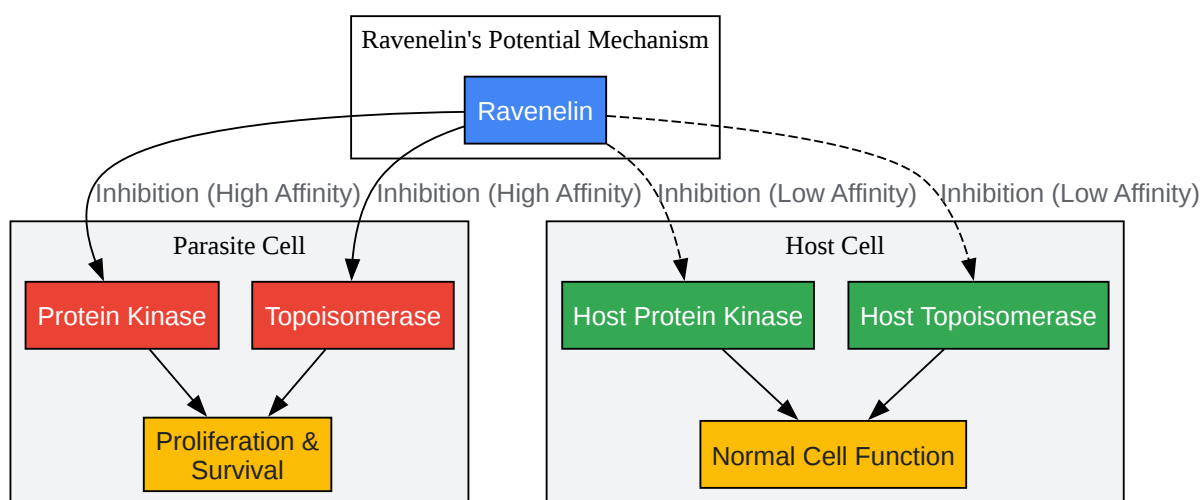 Ravenelin's Potential Mechanism
Ravenelin
Inhibition (High Affinity)
Inhibition (High Affinity)
Inhibition (Low Affinity)
Inhibition (Low Affinity)
Parasite Cell
Protein Kinase
Topoisomerase
Proliferation &
Survival
Host Cell
Host Protein Kinase
Host Topoisomerase
Normal Cell Function